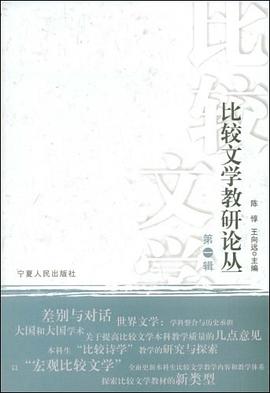 比较文学
比较文学教研论丛
第一辑
陈惇 王向远 主编
宁夏人民出版社
差别与对话
世界文学：学科整合与历史承担
大国和大国学术
关于提高比较文学本科教学质量的几点意见
本科生“比较诗学”教学的研究与探索
以“宏观比较文学”全面更新本科生比较文学教学内容和教学体系
探索比较文学教材的新类型